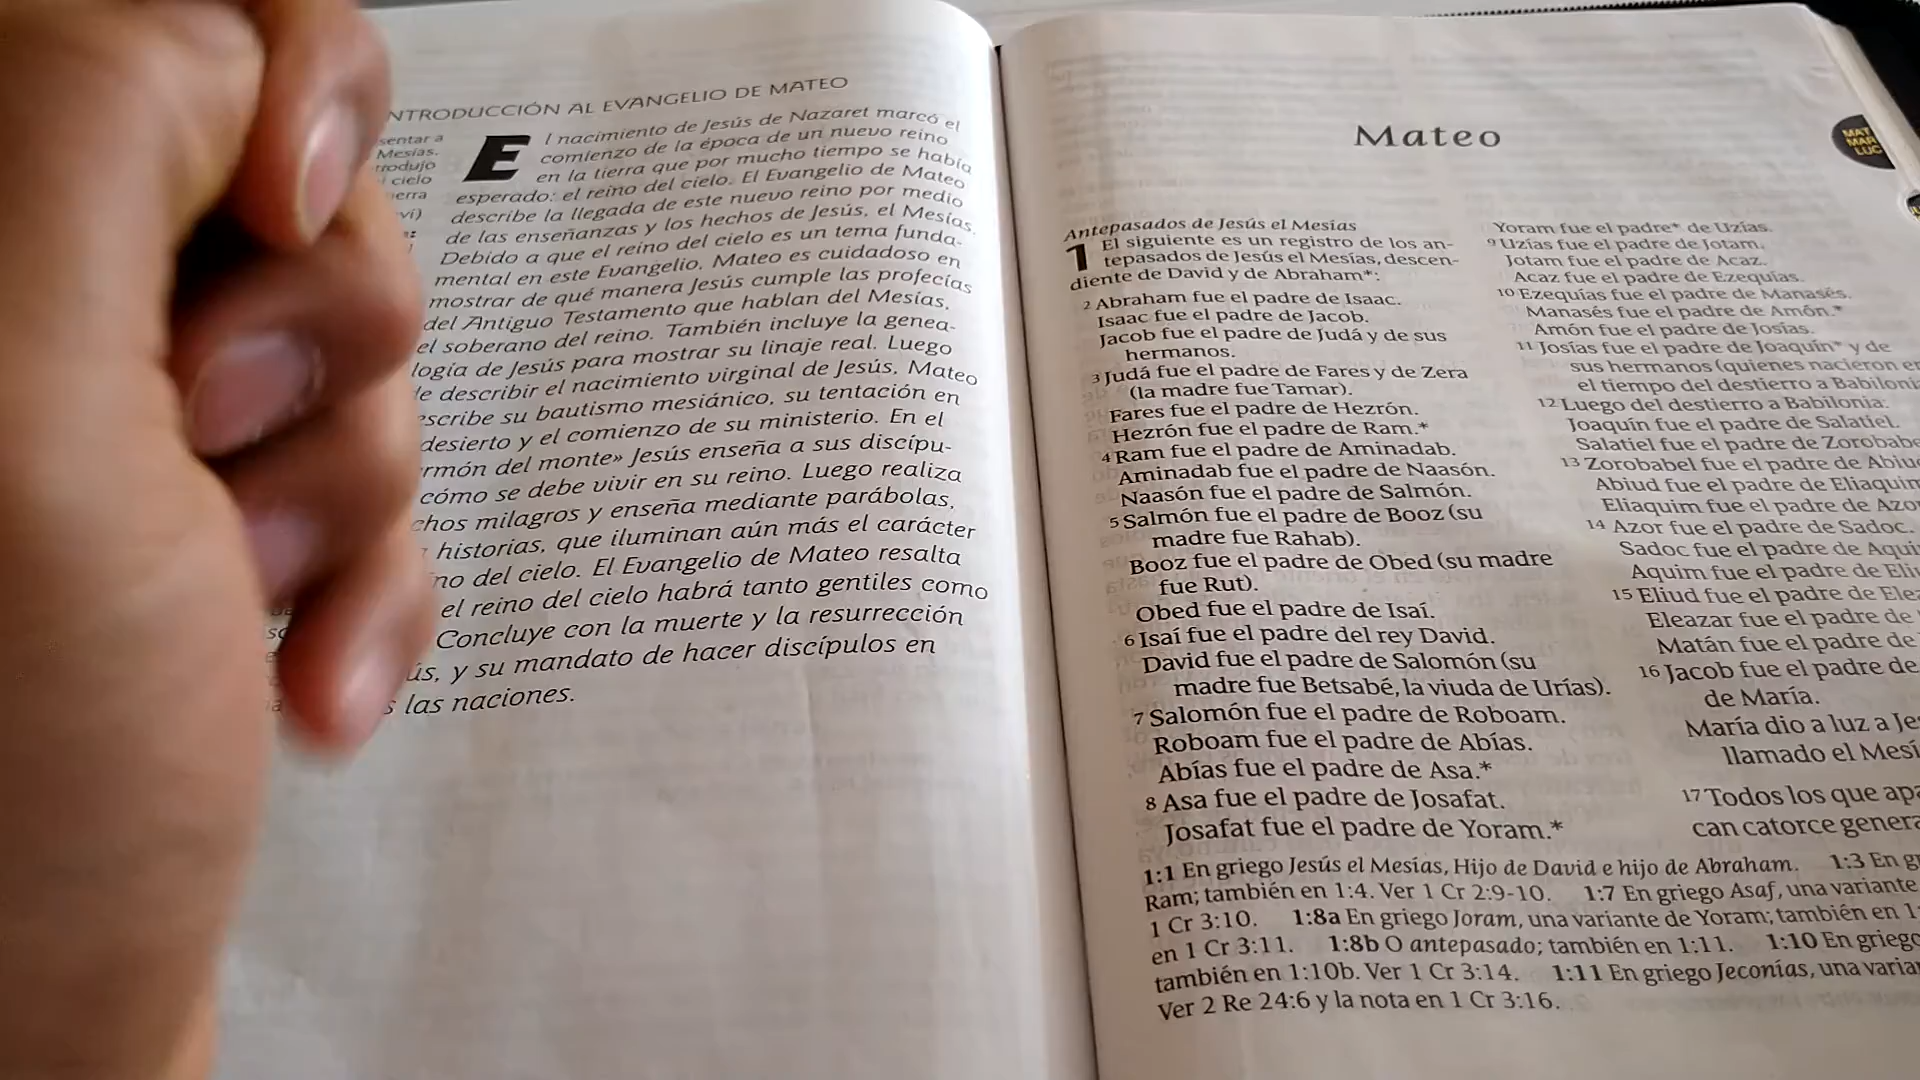 INTRODUCCIÓN AL EVANGELIO DE MATEO
sentar a
Mesías.
trodujo
cielo
El nacimiento de Jesús de Nazaret marcó el
comienzo de la época de un nuevo reino
en la tierra que por mucho tiempo se había
esperado: el reino del cielo. El Evangelio de Mateo
describe la llegada de este nuevo reino por medio
de las enseñanzas y los hechos de Jesús, el Mesías.
Debido a que el reino del cielo es un tema funda-
mental en este Evangelio, Mateo es cuidadoso en
mostrar de qué manera Jesús cumple las profecías
del Antiguo Testamento que hablan del Mesías,
el soberano del reino. También incluye la genea-
logía de Jesús para mostrar su linaje real. Luego
de describir el nacimiento virginal de Jesús, Mateo
escribe su bautismo mesiánico, su tentación en
desierto y el comienzo de su ministerio. En el
rmón del monte» Jesús enseña a sus discípu-
cómo se debe vivir en su reino. Luego realiza
chos milagros y enseña mediante parábolas,
historias, que iluminan aún más el carácter
no del cielo. El Evangelio de Mateo resalta
el reino del cielo habrá tanto gentiles como
Concluye con la muerte y la resurrección
ús, y su mandato de hacer discípulos en
s las naciones.
Mateo
MAT
MAR
LUC
Antepasados de Jesús el Mesías
1 El siguiente es un registro de los an-
tepasados de Jesús el Mesías, descen-
diente de David y de Abraham*:
2 Abraham fue el padre de Isaac.
Isaac fue el padre de Jacob.
Jacob fue el padre de Judá y de sus
hermanos.
3 Judá fue el padre de Fares y de Zera
(la madre fue Tamar).
Fares fue el padre de Hezrón.
Hezrón fue el padre de Ram.*
4 Ram fue el padre de Aminadab.
Aminadab fue el padre de Naasón.
Naasón fue el padre de Salmón.
5 Salmón fue el padre de Booz (su
madre fue Rahab).
Booz fue el padre de Obed (su madre
fue Rut).
Obed fue el padre de Isaí.
6 Isaí fue el padre del rey David.
David fue el padre de Salomón (su
madre fue Betsabé, la viuda de Urías).
7 Salomón fue el padre de Roboam.
Roboam fue el padre de Abías.
Abías fue el padre de Asa.*
8 Asa fue el padre de Josafat.
Josafat fue el padre de Yoram.*
Yoram fue el padre* de Uzías.
9 Uzías fue el padre de Jotam.
Jotam fue el padre de Acaz.
Acaz fue el padre de Ezequías.
10 Ezequías fue el padre de Manasés.
Manasés fue el padre de Amón.*
Amón fue el padre de Josías.
11 Josías fue el padre de Joaquín* y de
sus hermanos (quienes nacieron en
el tiempo del destierro a Babilonia
12 Luego del destierro a Babilonia:
Joaquín fue el padre de Salatiel.
Salatiel fue el padre de Zorobabe
13 Zorobabel fue el padre de Abiud
Abiud fue el padre de Eliaquim
Eliaquim fue el padre de Azo
14 Azor fue el padre de Sadoc.
Sadoc fue el padre de Aqui
Aquim fue el padre de Eli
15 Eliud fue el padre de Elea
Eleazar fue el padre de
Matán fue el padre de
16 Jacob fue el padre de
de María.
María dio a luz a Je
llamado el Mesí
17 Todos los que apa
can catorce genera
1:1 En griego Jesús el Mesías, Hijo de David e hijo de Abraham. 1:3 En g
Ram; también en 1:4. Ver 1 Cr 2:9-10. 1:7 En griego Asaf, una variante
1 Cr 3:10. 1:8a En griego Joram, una variante de Yoram; también en 1:
en 1 Cr 3:11. 1:8b O antepasado; también en 1:11. 1:10 En griego
también en 1:10b. Ver 1 Cr 3:14. 1:11 En griego Jeconías, una varia
Ver 2 Re 24:6 y la nota en 1 Cr 3:16.